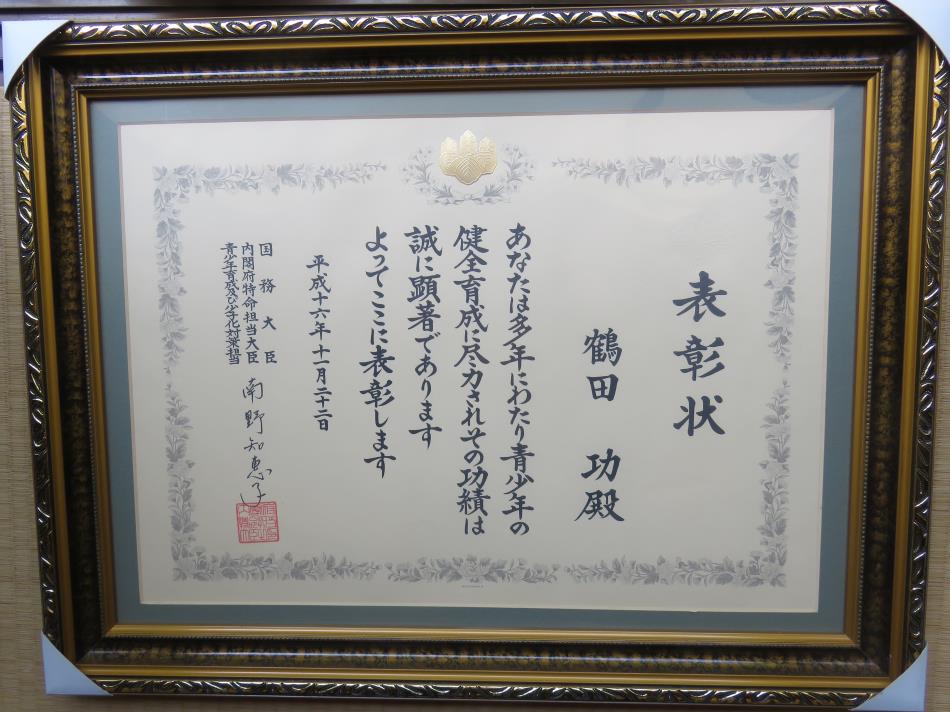 表彰状
鶴田 功殿
あなたは多年にわたり青少年の
健全育成に尽力されその功績は
誠に顕著であります
よってここに表彰します
平成十六年十一月二十二日
国務大臣
内閣府特命担当大臣
青少年育成及び少子化対策担当
南野知惠子